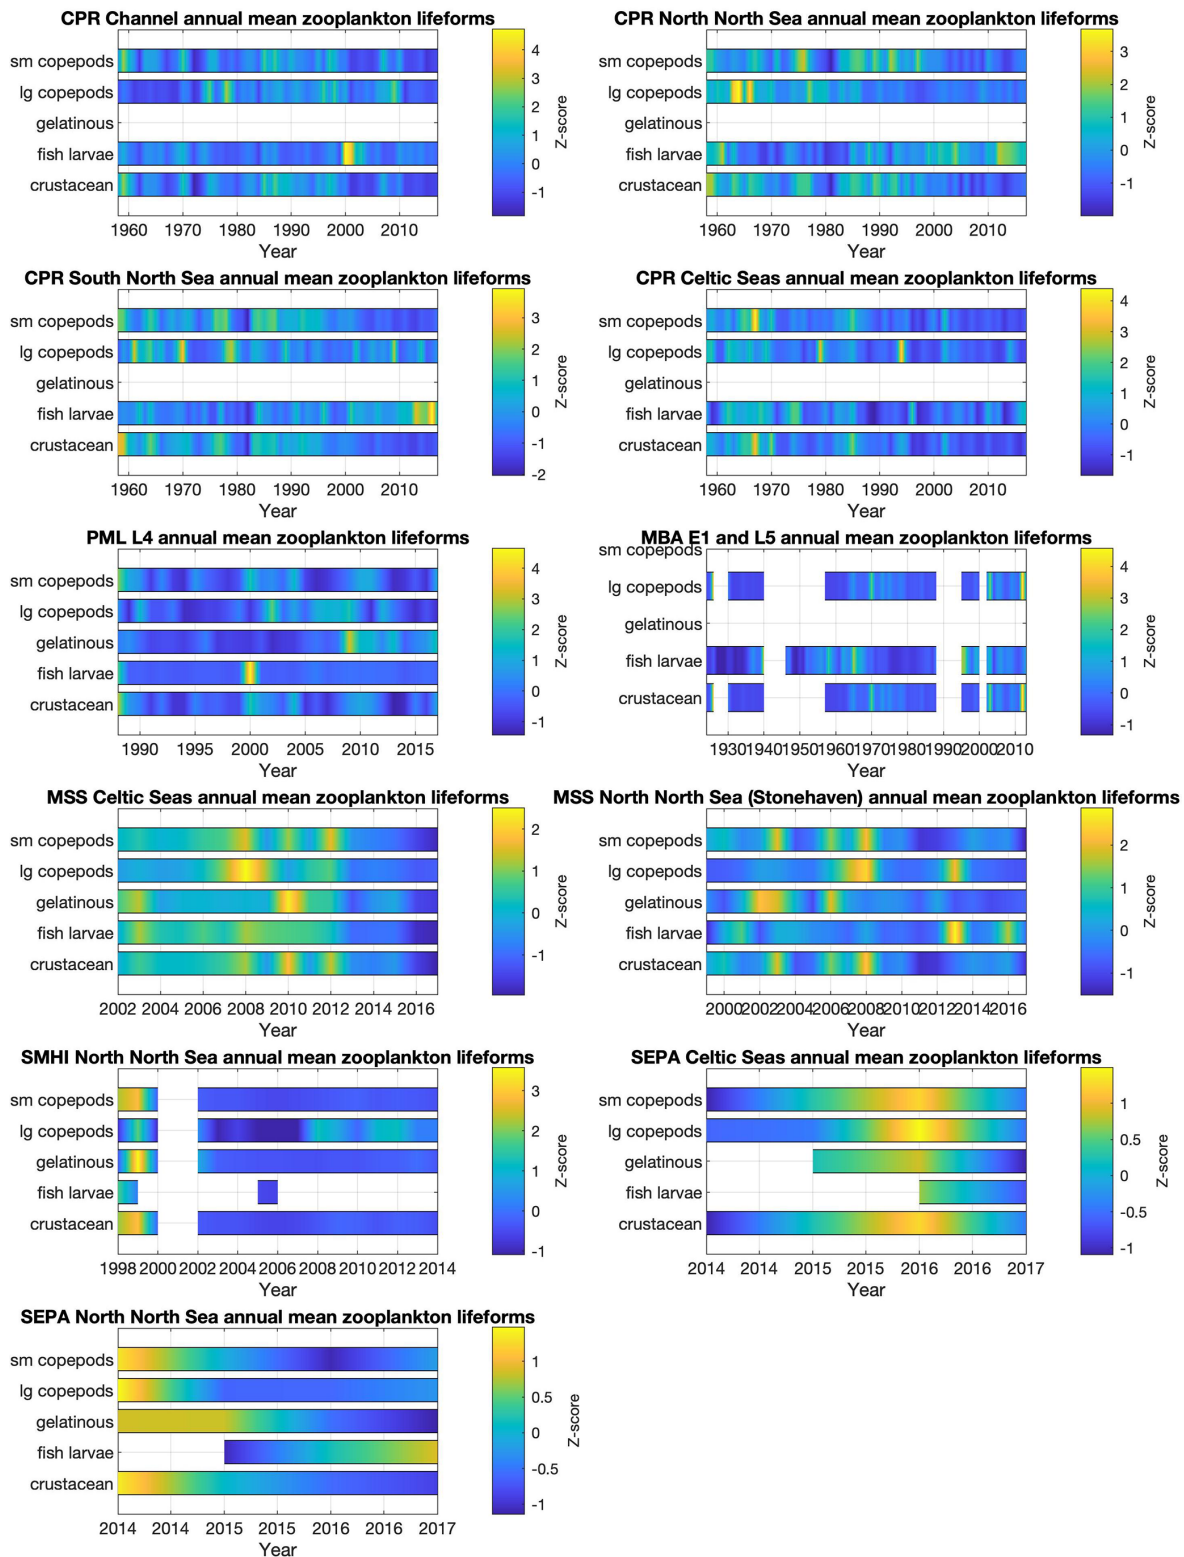 CPR Channel annual mean zooplankton lifeforms
sm copepods
lg copepods
gelatinous
fish larvae
crustacean
1960 1970 1980 1990 2000 2010
Year
4
3
2
1
0
-1
Z-score
CPR North North Sea annual mean zooplankton lifeforms
sm copepods
lg copepods
gelatinous
fish larvae
crustacean
1960 1970 1980 1990 2000 2010
Year
3
2
1
0
-1
Z-score
CPR South North Sea annual mean zooplankton lifeforms
sm copepods
lg copepods
gelatinous
fish larvae
crustacean
1960 1970 1980 1990 2000 2010
Year
3
2
1
0
-1
-2
Z-score
CPR Celtic Seas annual mean zooplankton lifeforms
sm copepods
lg copepods
gelatinous
fish larvae
crustacean
1960 1970 1980 1990 2000 2010
Year
4
3
2
1
0
-1
Z-score
PML L4 annual mean zooplankton lifeforms
sm copepods
lg copepods
gelatinous
fish larvae
crustacean
1990 1995 2000 2005 2010 2015
Year
4
3
2
1
0
-1
Z-score
MBA E1 and L5 annual mean zooplankton lifeforms
sm copepods
lg copepods
gelatinous
fish larvae
crustacean
1930 1940 1950 1960 1970 1980 1990 2000 2010
Year
4
3
2
1
0
-1
Z-score
MSS Celtic Seas annual mean zooplankton lifeforms
sm copepods
lg copepods
gelatinous
fish larvae
crustacean
2002 2004 2006 2008 2010 2012 2014 2016
Year
2
1
0
-1
Z-score
MSS North North Sea (Stonehaven) annual mean zooplankton lifeforms
sm copepods
lg copepods
gelatinous
fish larvae
crustacean
2000 2002 2004 2006 2008 2010 2012 2014 2016
Year
2
1
0
-1
Z-score
SMHI North North Sea annual mean zooplankton lifeforms
sm copepods
lg copepods
gelatinous
fish larvae
crustacean
1998 2000 2002 2004 2006 2008 2010 2012 2014
Year
3
2
1
0
-1
Z-score
SEPA Celtic Seas annual mean zooplankton lifeforms
sm copepods
lg copepods
gelatinous
fish larvae
crustacean
2014 2014 2015 2015 2016 2016 2017
Year
1
0.5
0
-0.5
-1
Z-score
SEPA North North Sea annual mean zooplankton lifeforms
sm copepods
lg copepods
gelatinous
fish larvae
crustacean
2014 2014 2015 2015 2016 2016 2017
Year
1
0.5
0
-0.5
-1
Z-score